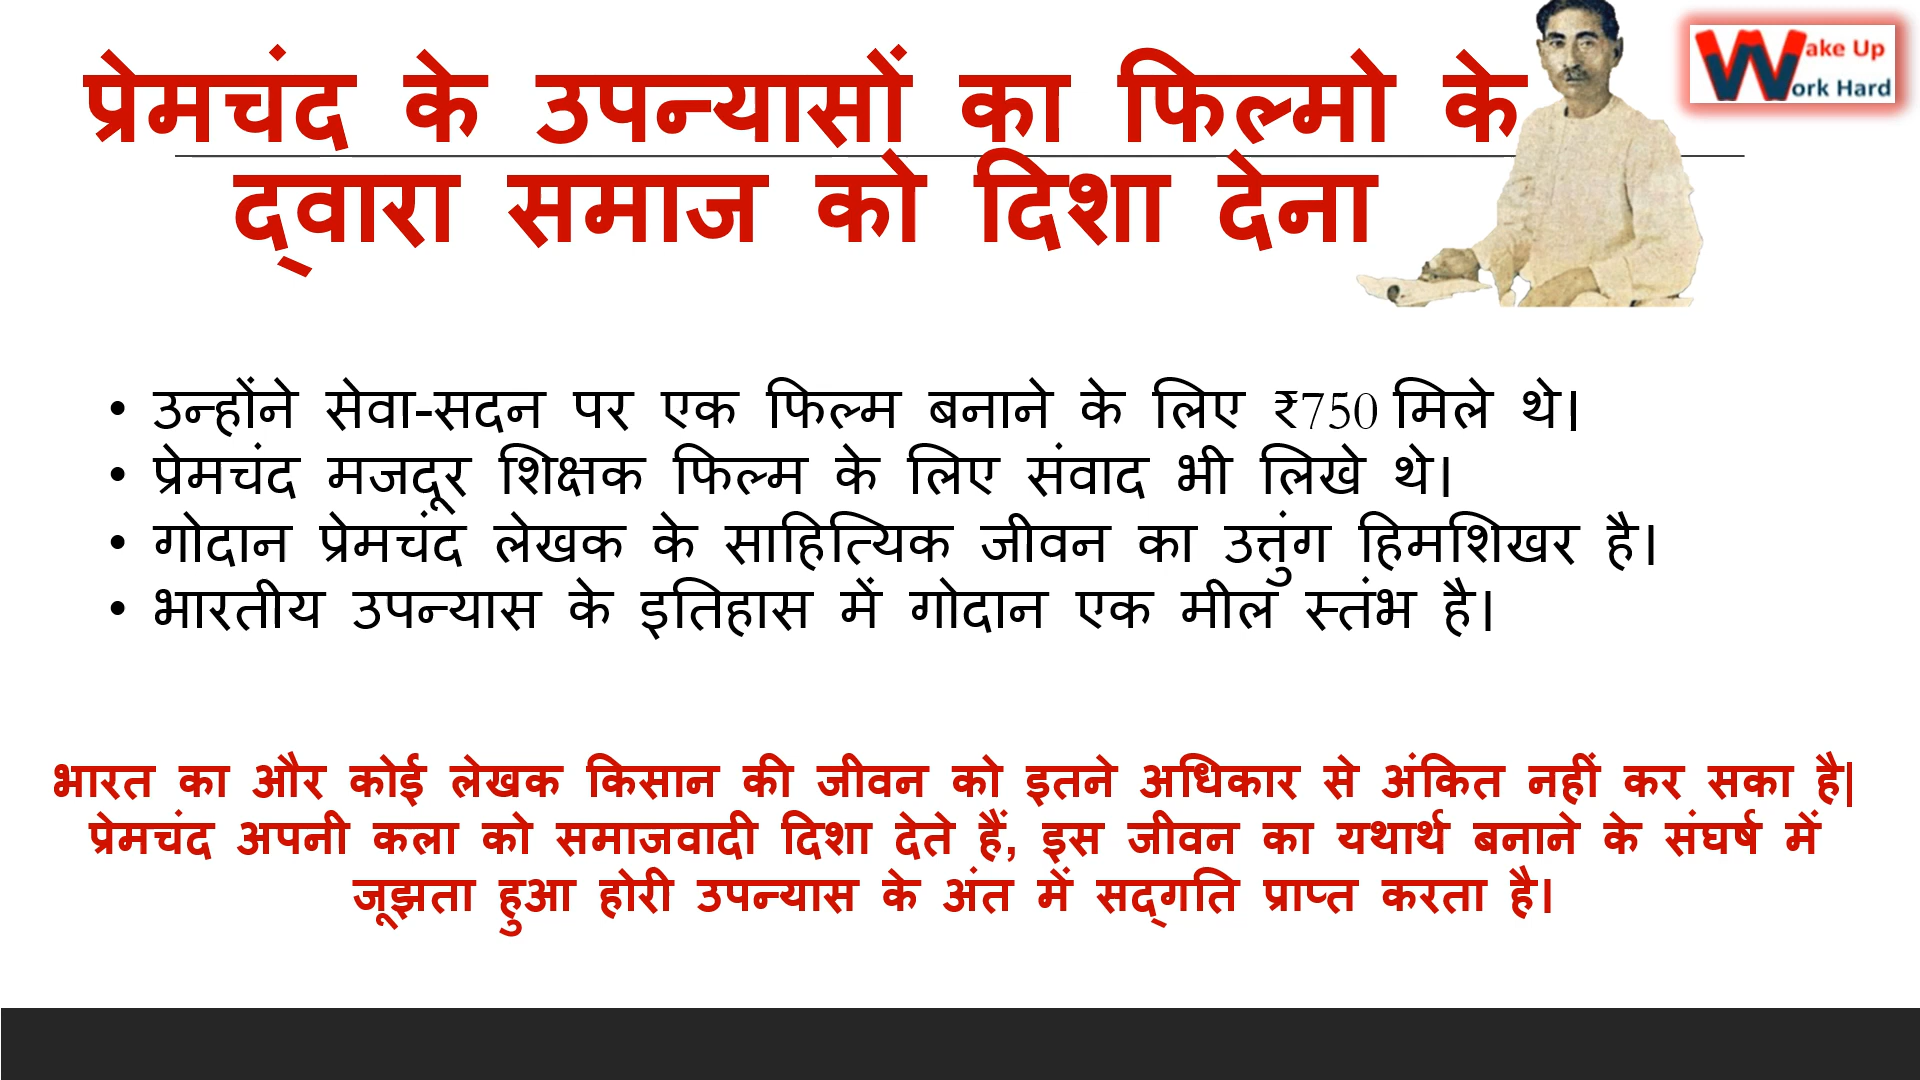 प्रेमचंद के उपन्यासों का फिल्मो के
द्वारा समाज को दिशा देना
Wake Up
Work Hard
• उन्होंने सेवा-सदन पर एक फिल्म बनाने के लिए ₹750 मिले थे।
• प्रेमचंद मजदूर शिक्षक फिल्म के लिए संवाद भी लिखे थे।
• गोदान प्रेमचंद लेखक के साहित्यिक जीवन का उत्तुंग हिमशिखर है।
• भारतीय उपन्यास के इतिहास में गोदान एक मील स्तंभ है।
भारत का और कोई लेखक किसान की जीवन को इतने अधिकार से अंकित नहीं कर सका है|
प्रेमचंद अपनी कला को समाजवादी दिशा देते हैं, इस जीवन का यथार्थ बनाने के संघर्ष में
जूझता हुआ होरी उपन्यास के अंत में सद्गति प्राप्त करता है।